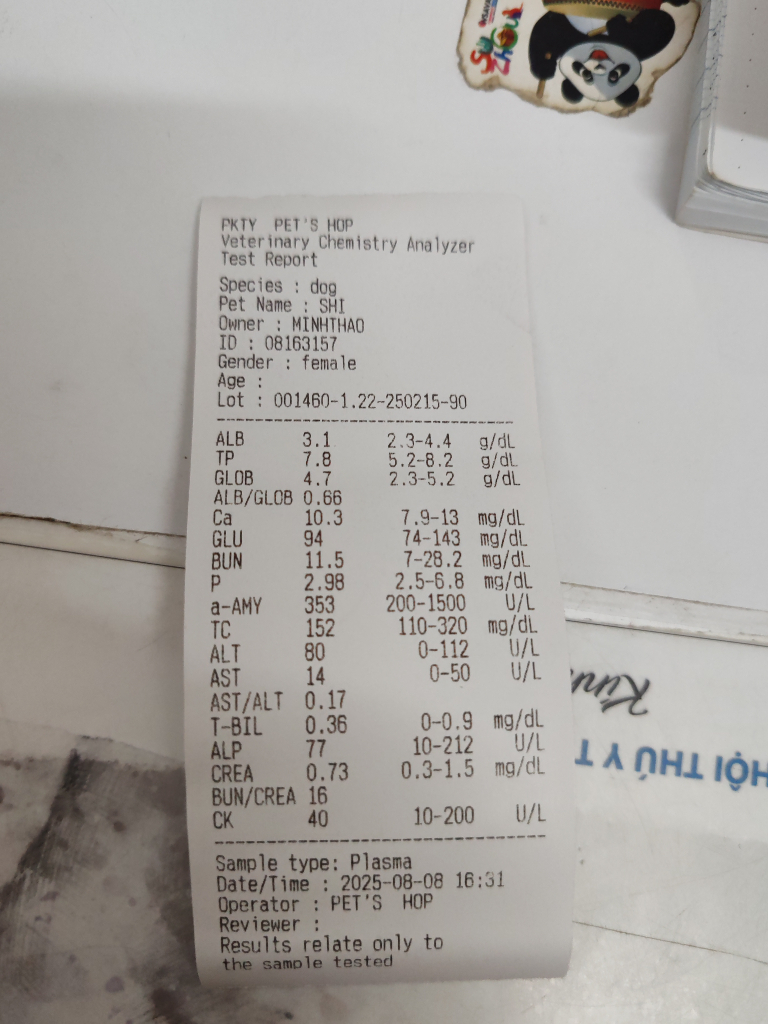 SU
ZHOU
PKTY PET'S HOP
Veterinary Chemistry Analyzer
Test Report
Species : dog
Pet Name : SHI
Owner : MINHTHAO
ID : 08163157
Gender : female
Age :
Lot : 001460-1.22-250215-90
ALB 3.1 2.3-4.4 g/dL
TP 7.8 5.2-8.2 g/dL
GLOB 4.7 2.3-5.2 g/dL
ALB/GLOB 0.66
Ca 10.3 7.9-13 mg/dL
GLU 94 74-143 mg/dL
BUN 11.5 7-28.2 mg/dL
P 2.98 2.5-6.8 mg/dL
a-AMY 353 200-1500 U/L
TC 152 110-320 mg/dL
ALT 80 0-112 U/L
AST 14 0-50 U/L
AST/ALT 0.17
T-BIL 0.36 0-0.9 mg/dL
ALP 77 10-212 U/L
CREA 0.73 0.3-1.5 mg/dL
BUN/CREA 16
CK 40 10-200 U/L
Sample type: Plasma
Date/Time : 2025-08-08 16:31
Operator : PET'S HOP
Reviewer :
Results relate only to
the sample tested
HỘI THÚ Y T